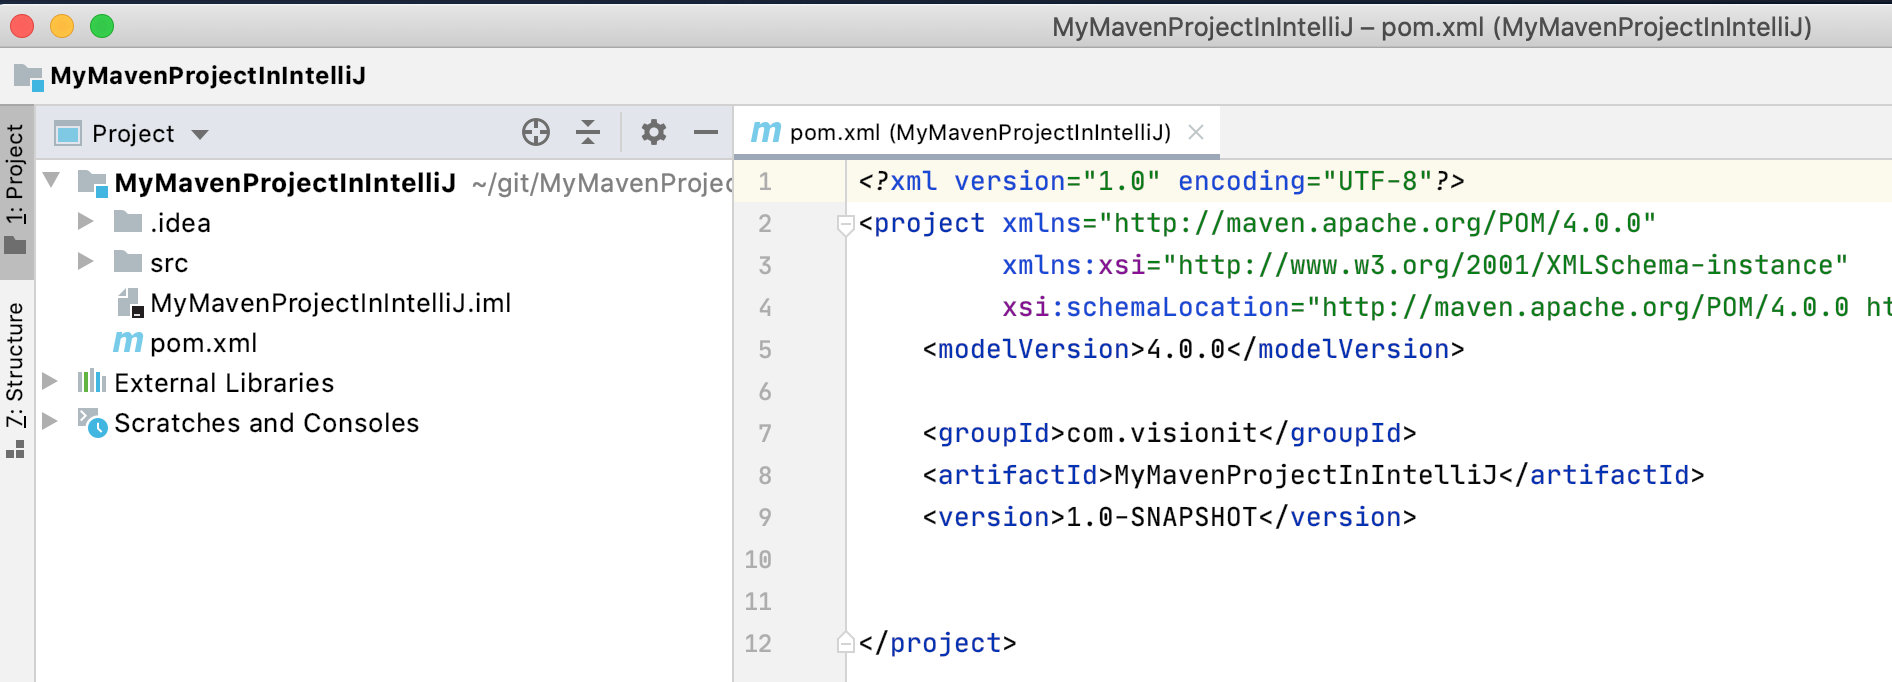 MyMavenProjectInIntelliJ – pom.xml (MyMavenProjectInIntelliJ)
MyMavenProjectInIntelliJ
1: Project
Z: Structure
Project
MyMavenProjectInIntelliJ ~/git/MyMavenProjec
.idea
src
MyMavenProjectInIntelliJ.iml
m pom.xml
External Libraries
Scratches and Consoles
m pom.xml (MyMavenProjectInIntelliJ)
1 <?xml version="1.0" encoding="UTF-8"?>
2 <project xmlns="http://maven.apache.org/POM/4.0.0"
3 xmlns:xsi="http://www.w3.org/2001/XMLSchema-instance"
4 xsi:schemaLocation="http://maven.apache.org/POM/4.0.0 ht
5 <modelVersion>4.0.0</modelVersion>
6
7 <groupId>com.visionit</groupId>
8 <artifactId>MyMavenProjectInIntelliJ</artifactId>
9 <version>1.0-SNAPSHOT</version>
10
11
12 </project>